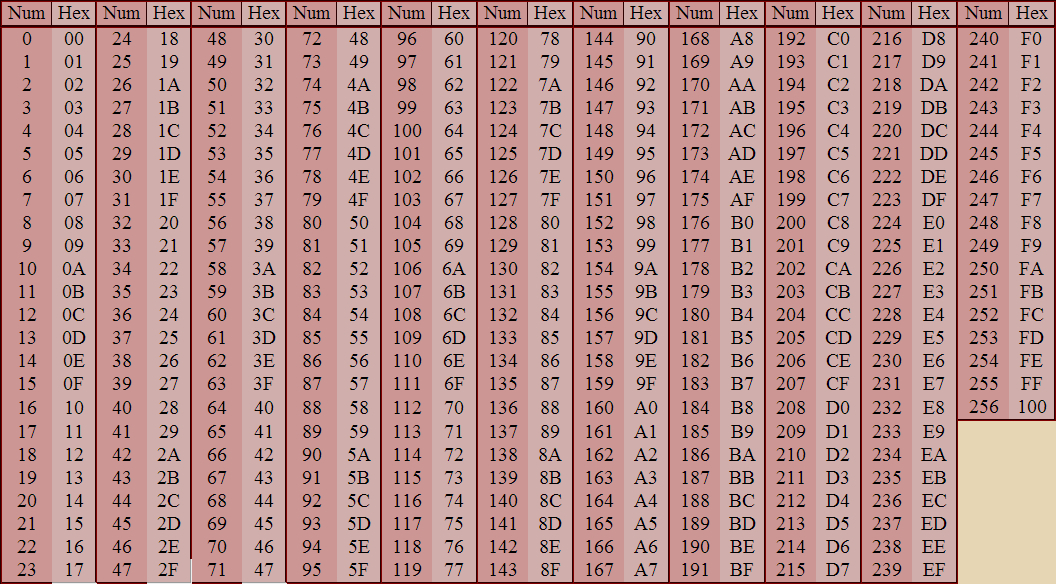 Num Hex Num Hex Num Hex Num Hex Num Hex Num Hex Num Hex Num Hex Num Hex Num Hex Num Hex
0 00 24 18 48 30 72 48 96 60 120 78 144 90 168 A8 192 C0 216 D8 240 F0
1 01 25 19 49 31 73 49 97 61 121 79 145 91 169 A9 193 C1 217 D9 241 F1
2 02 26 1A 50 32 74 4A 98 62 122 7A 146 92 170 AA 194 C2 218 DA 242 F2
3 03 27 1B 51 33 75 4B 99 63 123 7B 147 93 171 AB 195 C3 219 DB 243 F3
4 04 28 1C 52 34 76 4C 100 64 124 7C 148 94 172 AC 196 C4 220 DC 244 F4
5 05 29 1D 53 35 77 4D 101 65 125 7D 149 95 173 AD 197 C5 221 DD 245 F5
6 06 30 1E 54 36 78 4E 102 66 126 7E 150 96 174 AE 198 C6 222 DE 246 F6
7 07 31 1F 55 37 79 4F 103 67 127 7F 151 97 175 AF 199 C7 223 DF 247 F7
8 08 32 20 56 38 80 50 104 68 128 80 152 98 176 B0 200 C8 224 E0 248 F8
9 09 33 21 57 39 81 51 105 69 129 81 153 99 177 B1 201 C9 225 E1 249 F9
10 0A 34 22 58 3A 82 52 106 6A 130 82 154 9A 178 B2 202 CA 226 E2 250 FA
11 0B 35 23 59 3B 83 53 107 6B 131 83 155 9B 179 B3 203 CB 227 E3 251 FB
12 0C 36 24 60 3C 84 54 108 6C 132 84 156 9C 180 B4 204 CC 228 E4 252 FC
13 0D 37 25 61 3D 85 55 109 6D 133 85 157 9D 181 B5 205 CD 229 E5 253 FD
14 0E 38 26 62 3E 86 56 110 6E 134 86 158 9E 182 B6 206 CE 230 E6 254 FE
15 0F 39 27 63 3F 87 57 111 6F 135 87 159 9F 183 B7 207 CF 231 E7 255 FF
16 10 40 28 64 40 88 58 112 70 136 88 160 A0 184 B8 208 D0 232 E8 256 100
17 11 41 29 65 41 89 59 113 71 137 89 161 A1 185 B9 209 D1 233 E9
18 12 42 2A 66 42 90 5A 114 72 138 8A 162 A2 186 BA 210 D2 234 EA
19 13 43 2B 67 43 91 5B 115 73 139 8B 163 A3 187 BB 211 D3 235 EB
20 14 44 2C 68 44 92 5C 116 74 140 8C 164 A4 188 BC 212 D4 236 EC
21 15 45 2D 69 45 93 5D 117 75 141 8D 165 A5 189 BD 213 D5 237 ED
22 16 46 2E 70 46 94 5E 118 76 142 8E 166 A6 190 BE 214 D6 238 EE
23 17 47 2F 71 47 95 5F 119 77 143 8F 167 A7 191 BF 215 D7 239 EF